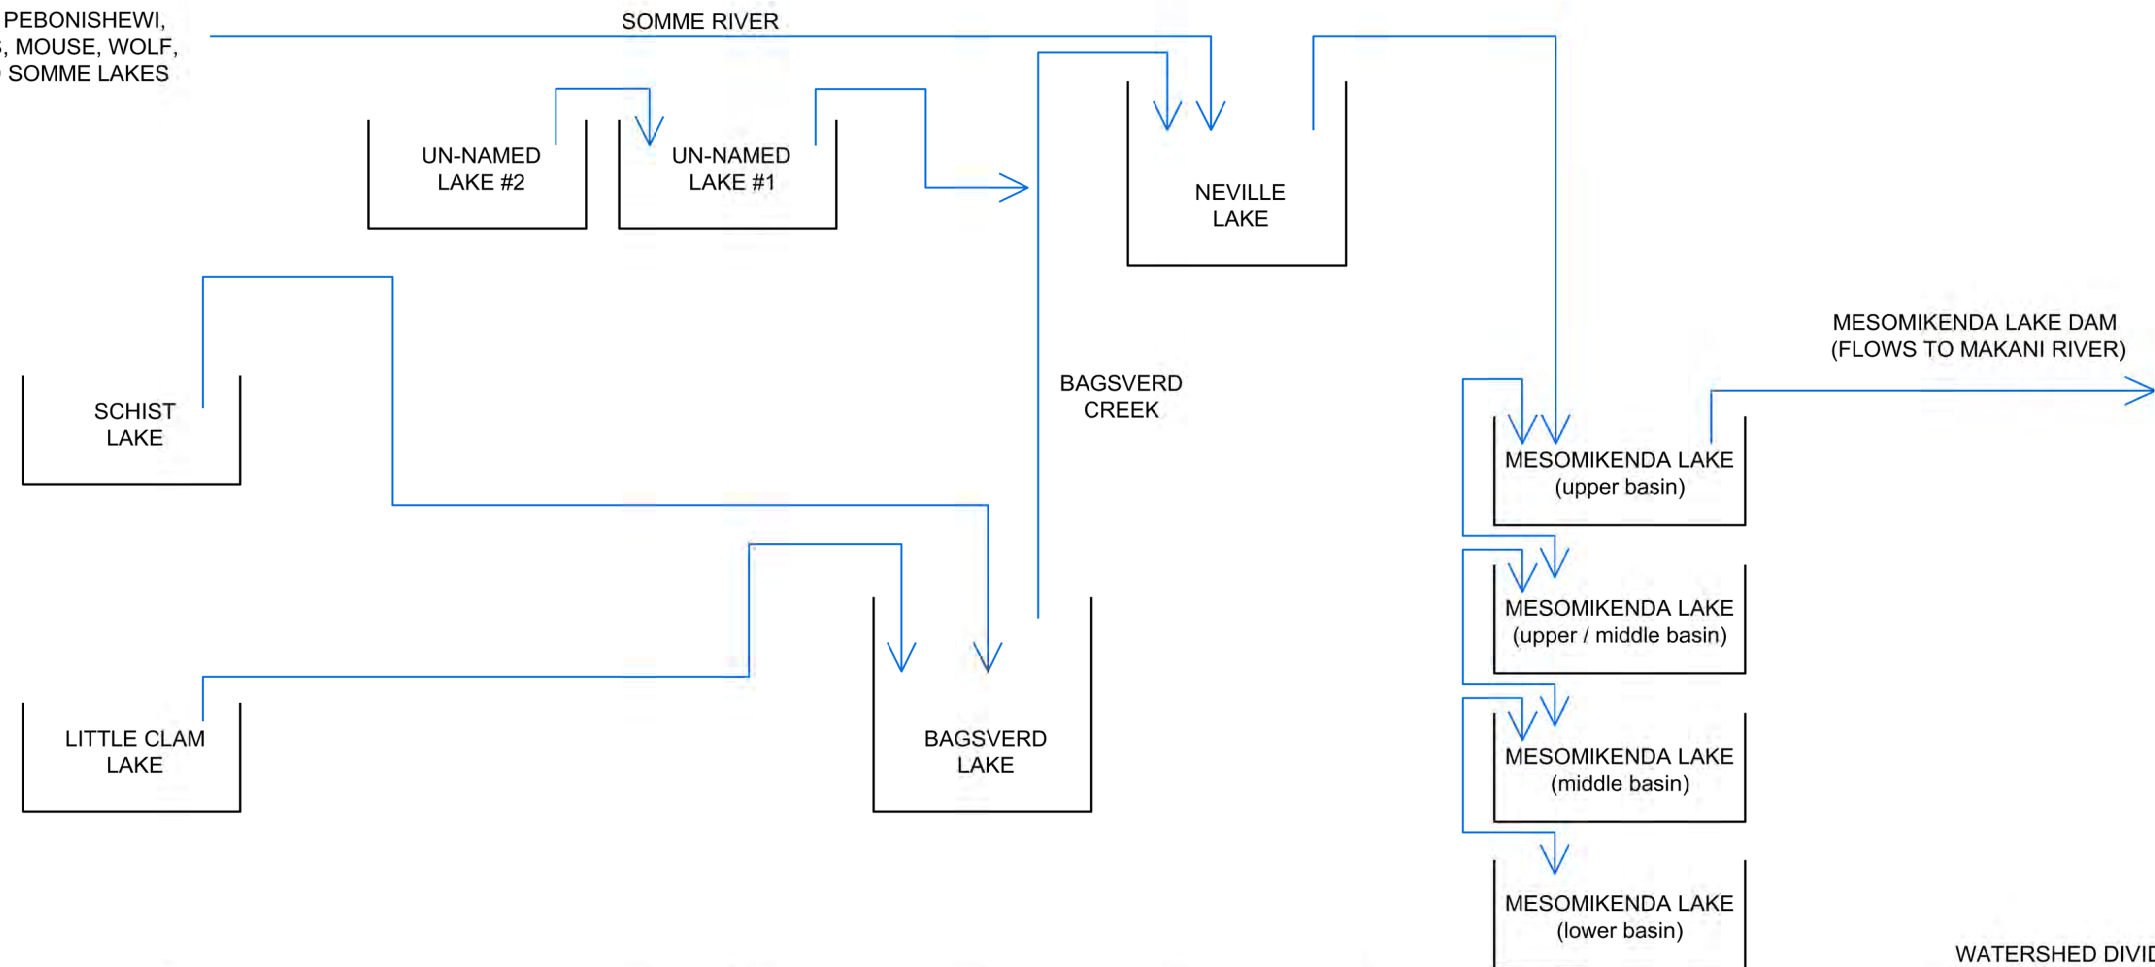 PEBONISHEWI,
S, MOUSE, WOLF,
SOMME LAKES
SOMME RIVER
UN-NAMED
LAKE #2
UN-NAMED
LAKE #1
NEVILLE
LAKE
MESOMIKENDA LAKE DAM
(FLOWS TO MAKANI RIVER)
SCHIST
LAKE
BAGSVERD
CREEK
MESOMIKENDA LAKE
(upper basin)
MESOMIKENDA LAKE
(upper / middle basin)
LITTLE CLAM
LAKE
BAGSVERD
LAKE
MESOMIKENDA LAKE
(middle basin)
MESOMIKENDA LAKE
(lower basin)
WATERSHED DIVID